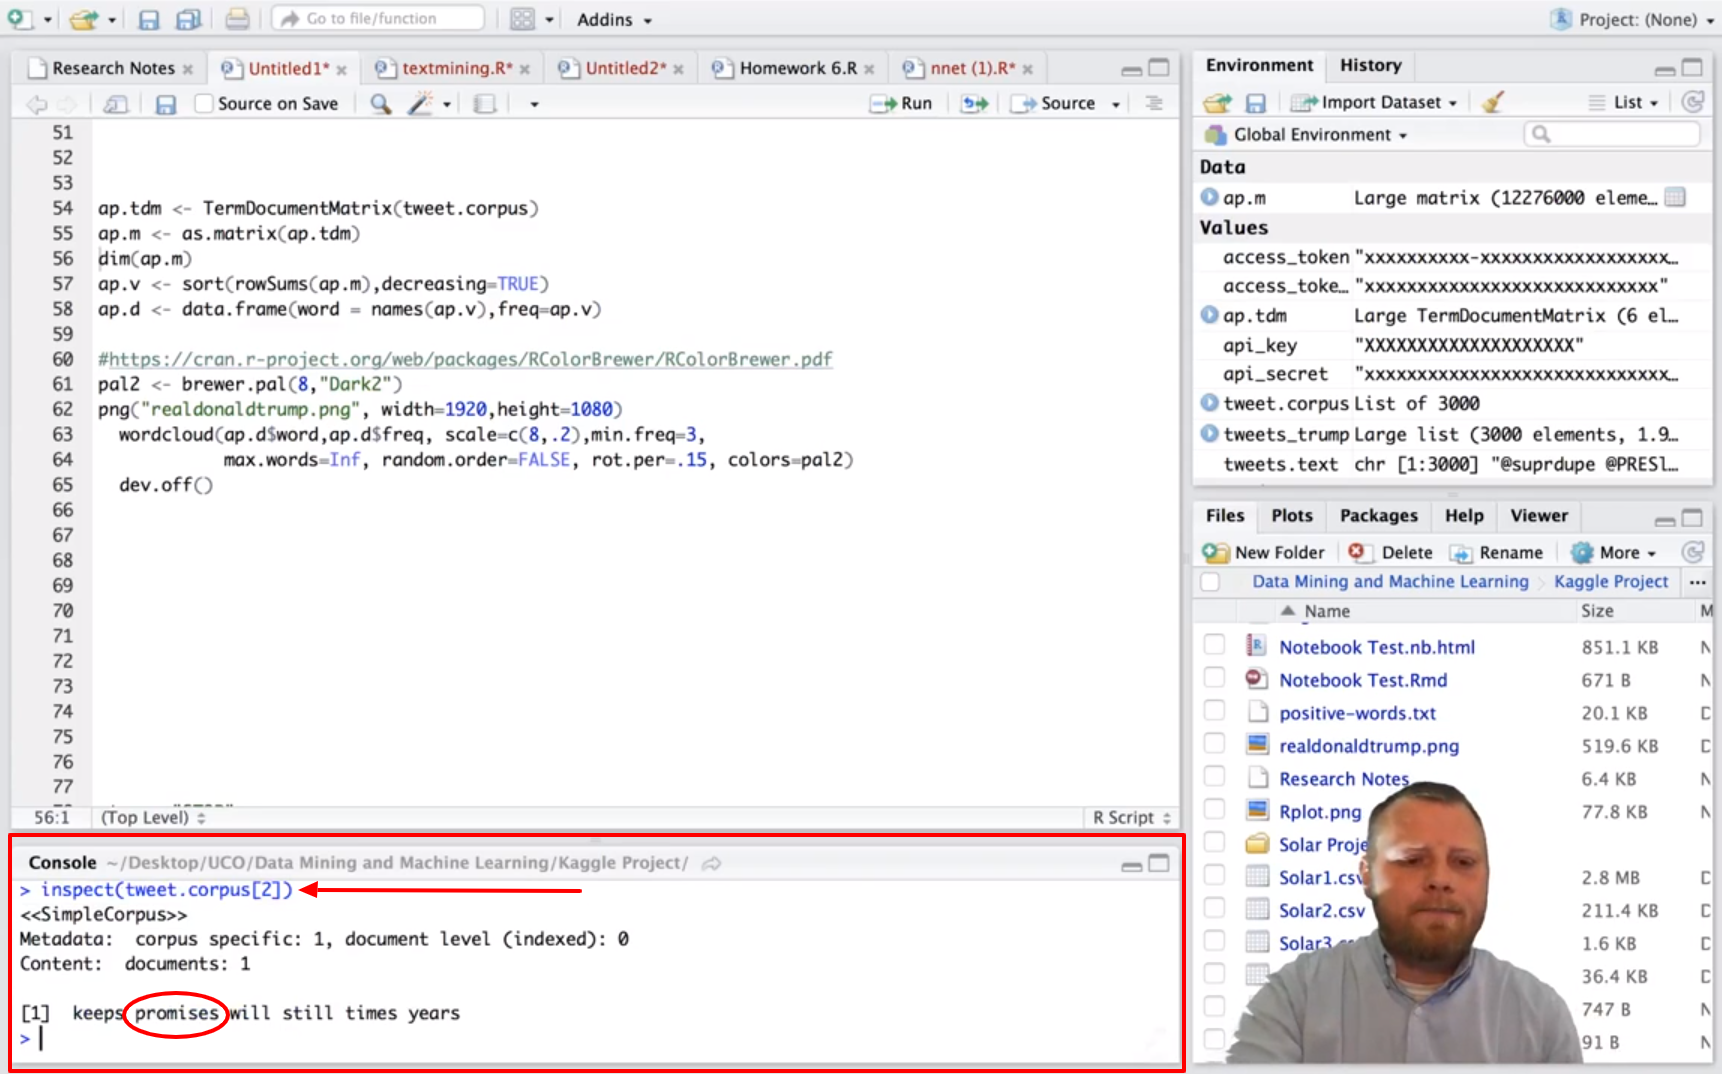 Go to file/function
Addins
Project: (None)
Research Notes
Untitled1*
textmining.R*
Untitled2*
Homework 6.R
nnet (1).R*
Source on Save
Run
Source
51
52
53
54 ap.tdm <- TermDocumentMatrix(tweet.corpus)
55 ap.m <- as.matrix(ap.tdm)
56 dim(ap.m)
57 ap.v <- sort(rowSums(ap.m),decreasing=TRUE)
58 ap.d <- data.frame(word = names(ap.v),freq=ap.v)
59
60 #https://cran.r-project.org/web/packages/RColorBrewer/RColorBrewer.pdf
61 pal2 <- brewer.pal(8,"Dark2")
62 png("realdonaldtrump.png", width=1920,height=1080)
63 wordcloud(ap.d$word,ap.d$freq, scale=c(8,.2),min.freq=3,
64 max.words=Inf, random.order=FALSE, rot.per=.15, colors=pal2)
65 dev.off()
66
67
68
69
70
71
72
73
74
75
76
77
56:1 (Top Level) R Script
Console ~/Desktop/UCO/Data Mining and Machine Learning/Kaggle Project/
> inspect(tweet.corpus[2])
<<SimpleCorpus>>
Metadata: corpus specific: 1, document level (indexed): 0
Content: documents: 1
[1] keeps promises will still times years
>
Environment History
Import Dataset List
Global Environment
Data
ap.m Large matrix (12276000 eleme…
Values
access_token "xxxxxxxxxx-xxxxxxxxxxxxxxxxxx…
access_toke… "xxxxxxxxxxxxxxxxxxxxxxxxxxxx"
ap.tdm Large TermDocumentMatrix (6 el…
api_key "XXXXXXXXXXXXXXXXXXXX"
api_secret "xxxxxxxxxxxxxxxxxxxxxxxxxxxxx…
tweet.corpus List of 3000
tweets_trump Large list (3000 elements, 1.9…
tweets.text chr [1:3000] "@suprdupe @PRESl…
Files Plots Packages Help Viewer
New Folder Delete Rename More
Data Mining and Machine Learning Kaggle Project ...
Name Size M
Notebook Test.nb.html 851.1 KB N
Notebook Test.Rmd 671 B N
positive-words.txt 20.1 KB D
realdonaldtrump.png 519.6 KB D
Research Notes 6.4 KB N
Rplot.png 77.8 KB N
Solar Proje
Solar1.csv 2.8 MB D
Solar2.csv 211.4 KB D
Solar3.c 1.6 KB N
36.4 KB N
747 B N
91 B N